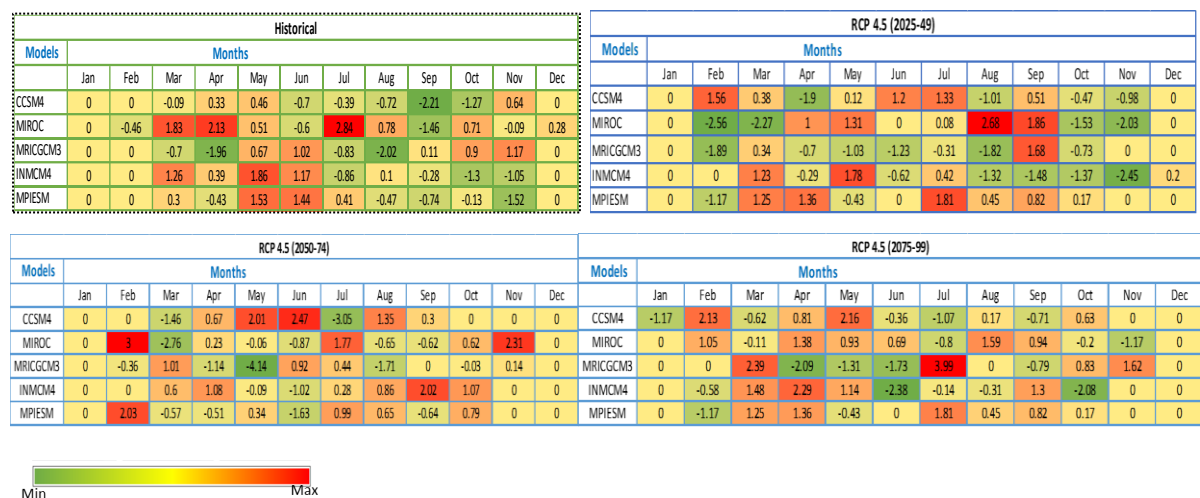 Historical
Models Months
Jan Feb Mar Apr May Jun Jul Aug Sep Oct Nov Dec
CCSM4 0 0 -0.09 0.33 0.46 -0.7 -0.39 -0.72 -2.21 -1.27 0.64 0
MIROC 0 -0.46 1.83 2.13 0.51 -0.6 2.84 0.78 -1.46 0.71 -0.09 0.28
MRICGCM3 0 0 -0.7 -1.96 0.67 1.02 -0.83 -2.02 0.11 0.9 1.17 0
INMCM4 0 0 1.26 0.39 1.86 1.17 -0.86 0.1 -0.28 -1.3 -1.05 0
MPIESM 0 0 0.3 -0.43 1.53 1.44 0.41 -0.47 -0.74 -0.13 -1.52 0
RCP 4.5 (2025-49)
Models Months
Jan Feb Mar Apr May Jun Jul Aug Sep Oct Nov Dec
CCSM4 0 1.56 0.38 -1.9 0.12 1.2 1.33 -1.01 0.51 -0.47 -0.98 0
MIROC 0 -2.56 -2.27 1 1.31 0 0.08 2.68 1.86 -1.53 -2.03 0
MRICGCM3 0 -1.89 0.34 -0.7 -1.03 -1.23 -0.31 -1.82 1.68 -0.73 0 0
INMCM4 0 0 1.23 -0.29 1.78 -0.62 0.42 -1.32 -1.48 -1.37 -2.45 0.2
MPIESM 0 -1.17 1.25 1.36 -0.43 0 1.81 0.45 0.82 0.17 0 0
RCP 4.5 (2050-74)
Models Months
Jan Feb Mar Apr May Jun Jul Aug Sep Oct Nov Dec
CCSM4 0 0 -1.46 0.67 2.01 2.47 -3.05 1.35 0.3 0 0 0
MIROC 0 3 -2.76 0.23 -0.06 -0.87 1.77 -0.65 -0.62 0.62 2.31 0
MRICGCM3 0 -0.36 1.01 -1.14 -4.14 0.92 0.44 -1.71 0 -0.03 0.14 0
INMCM4 0 0 0.6 1.08 -0.09 -1.02 0.28 0.86 2.02 1.07 0 0
MPIESM 0 2.03 -0.57 -0.51 0.34 -1.63 0.99 0.65 -0.64 0.79 0 0
RCP 4.5 (2075-99)
Models Months
Jan Feb Mar Apr May Jun Jul Aug Sep Oct Nov Dec
CCSM4 -1.17 2.13 -0.62 0.81 2.16 -0.36 -1.07 0.17 -0.71 0.63 0 0
MIROC 0 1.05 -0.11 1.38 0.93 0.69 -0.8 1.59 0.94 -0.2 -1.17 0
MRICGCM3 0 0 2.39 -2.09 -1.31 -1.73 3.99 0 -0.79 0.83 1.62 0
INMCM4 0 -0.58 1.48 2.29 1.14 -2.38 -0.14 -0.31 1.3 -2.08 0 0
MPIESM 0 -1.17 1.25 1.36 -0.43 0 1.81 0.45 0.82 0.17 0 0
Min Max